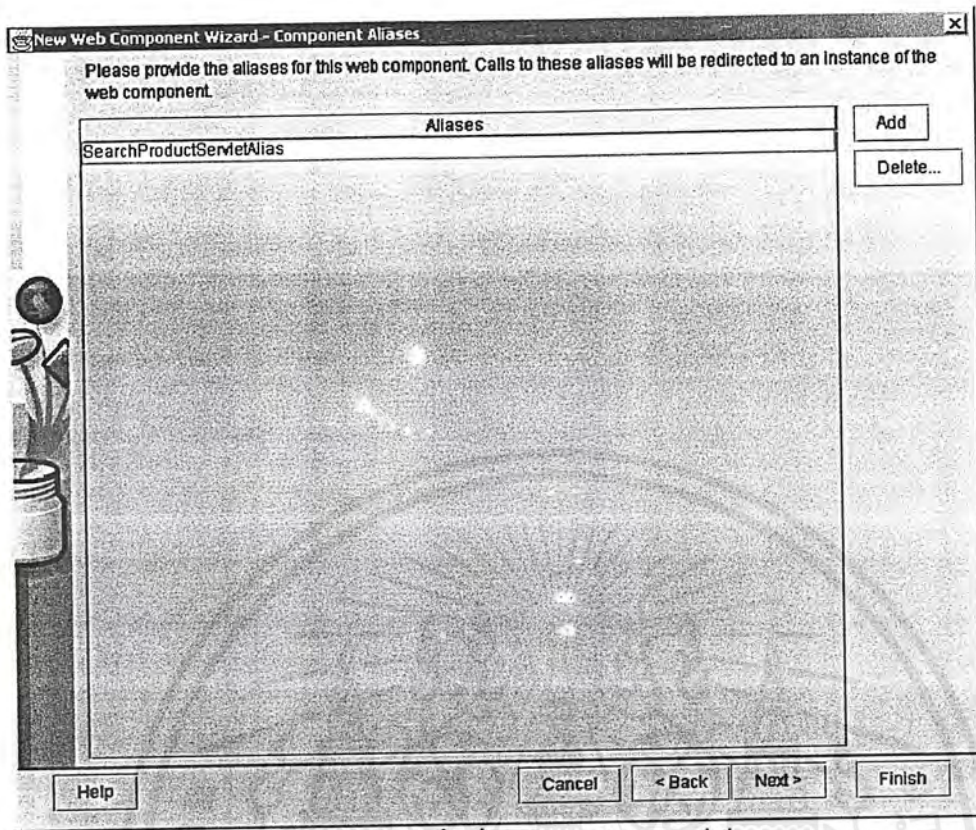 New Web Component Wizard - Component Aliases
Please provide the aliases for this web component. Calls to these aliases will be redirected to an instance of the
web component.
Aliases
SearchProductServletAlias
Add
Delete...
Help
Cancel
< Back
Next >
Finish